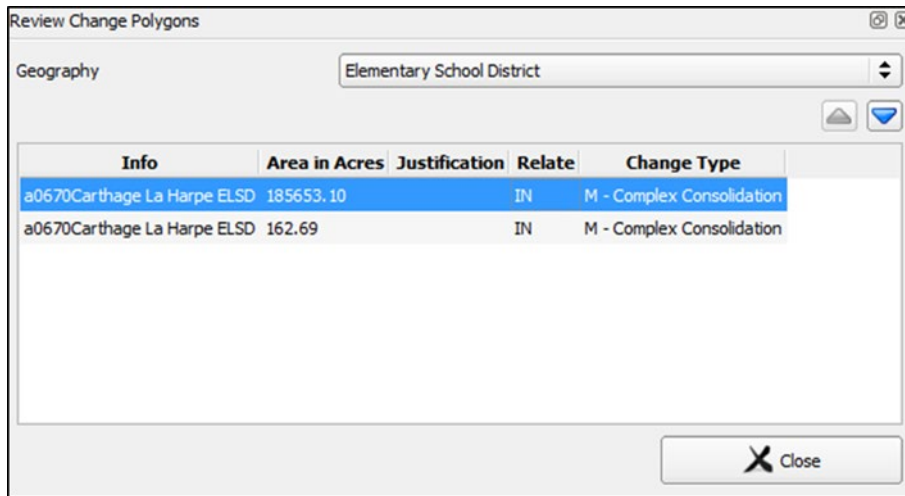 Review Change Polygons
Geography Elementary School District
Info Area in Acres Justification Relate Change Type
a0670Carthage La Harpe ELSD 185653.10 IN M - Complex Consolidation
a0670Carthage La Harpe ELSD 162.69 IN M - Complex Consolidation
Close